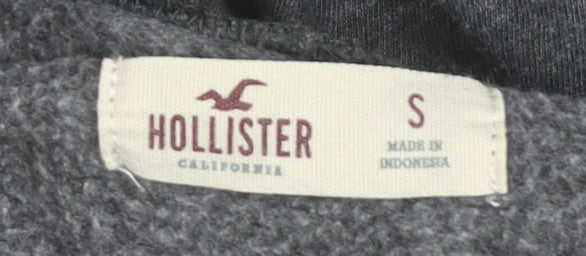 HOLLISTER
CALIFORNIA
S
MADE IN
INDONESIA